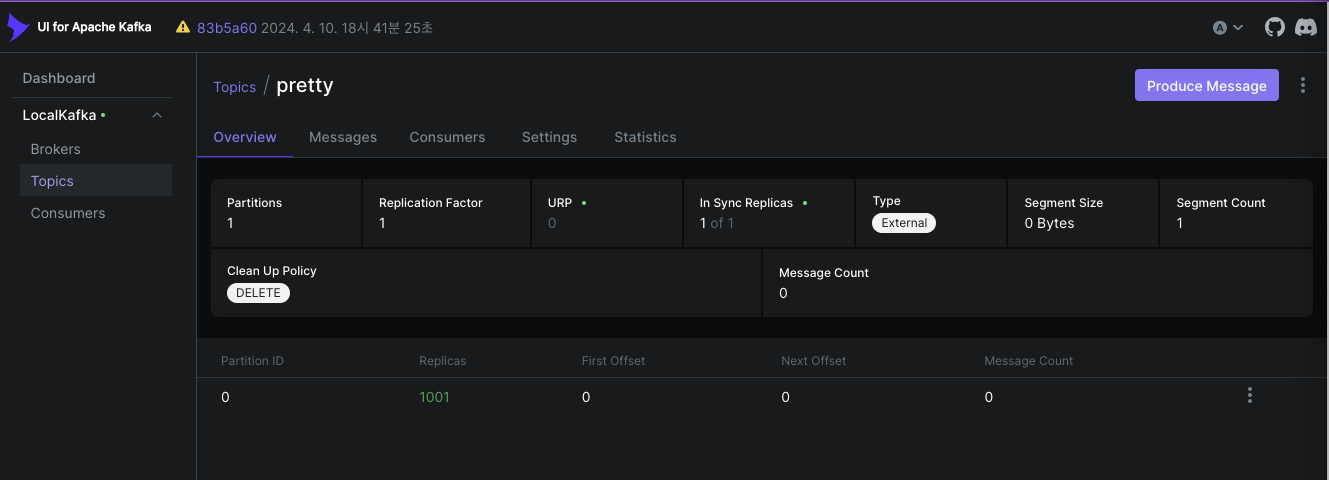 UI for Apache Kafka 83b5a60 2024. 4. 10. 18시 41분 25초 A
Dashboard
LocalKafka
Brokers
Topics
Consumers
Topics / pretty
Produce Message
Overview Messages Consumers Settings Statistics
Partitions Replication Factor URP In Sync Replicas Type Segment Size Segment Count
1 1 0 1 of 1 External 0 Bytes 1
Clean Up Policy Message Count
DELETE 0
Partition ID Replicas First Offset Next Offset Message Count
0 1001 0 0 0